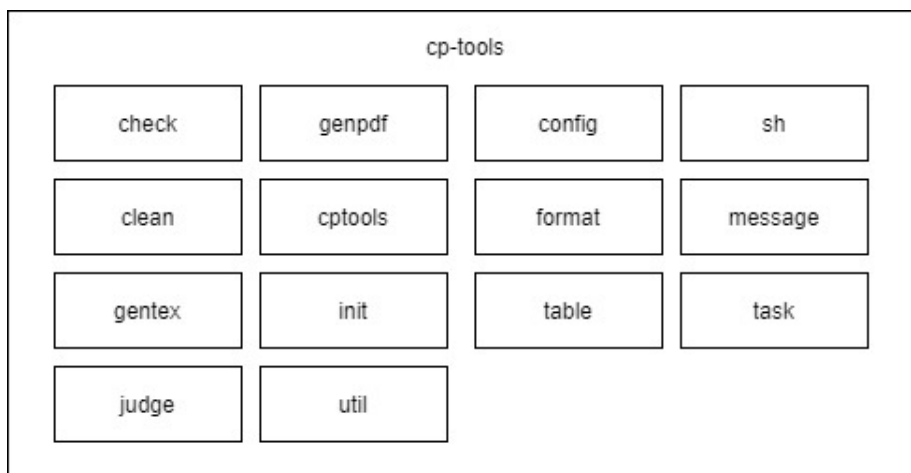 cp-tools
check
genpdf
config
sh
clean
cptools
format
message
gentex
init
table
task
judge
util